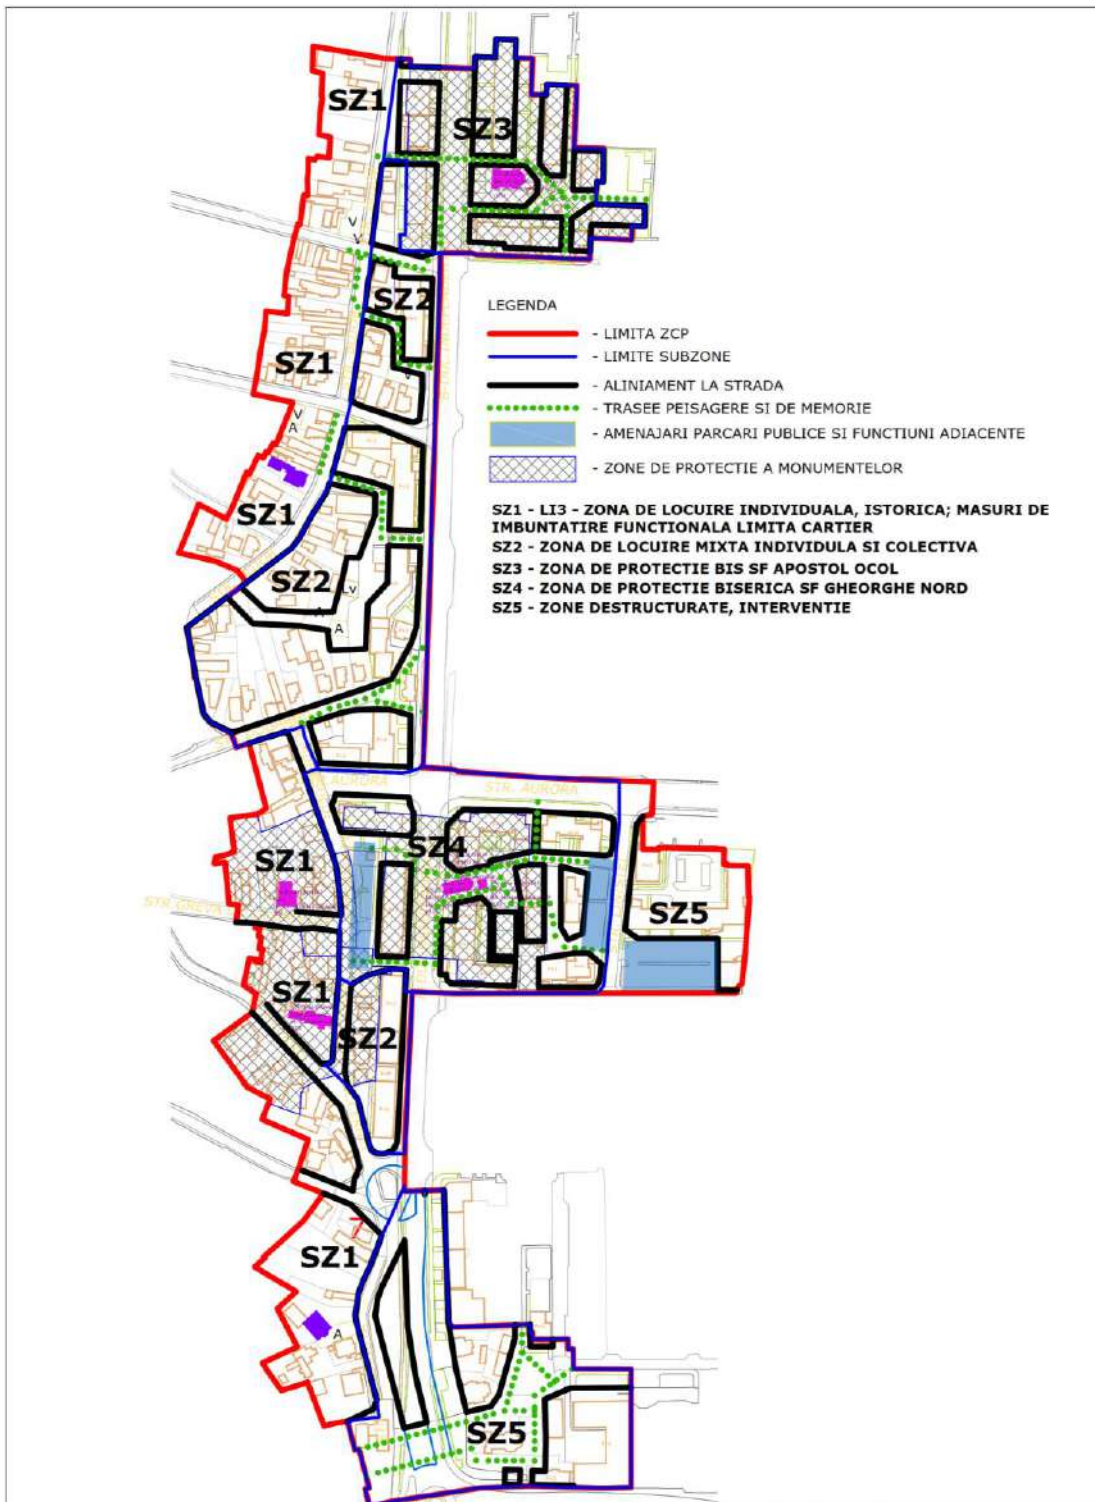 SZ1
SZ3
V
V
SZ2
LEGENDA
- LIMITA ZCP
- LIMITE SUBZONE
- ALINIAMENT LA STRADA
- TRASEE PEISAGERE SI DE MEMORIE
- AMENAJARI PARCARI PUBLICE SI FUNCTIUNI ADIACENTE
- ZONE DE PROTECTIE A MONUMENTELOR
SZ1 - LI3 - ZONA DE LOCUIRE INDIVIDUALA, ISTORICA; MASURI DE
IMBUNTATIRE FUNCTIONALA LIMITA CARTIER
SZ2 - ZONA DE LOCUIRE MIXTA INDIVIDULA SI COLECTIVA
SZ3 - ZONA DE PROTECTIE BIS SF APOSTOL OCOL
SZ4 - ZONA DE PROTECTIE BISERICA SF GHEORGHE NORD
SZ5 - ZONE DESTRUCTURATE, INTERVENTIE
SZ1
V
A
SZ1
SZ2
A
AURORA
STR. AURORA
SZ4
SZ1
STR. GRETA
SZ5
SZ1
SZ2
SZ1
A
SZ5